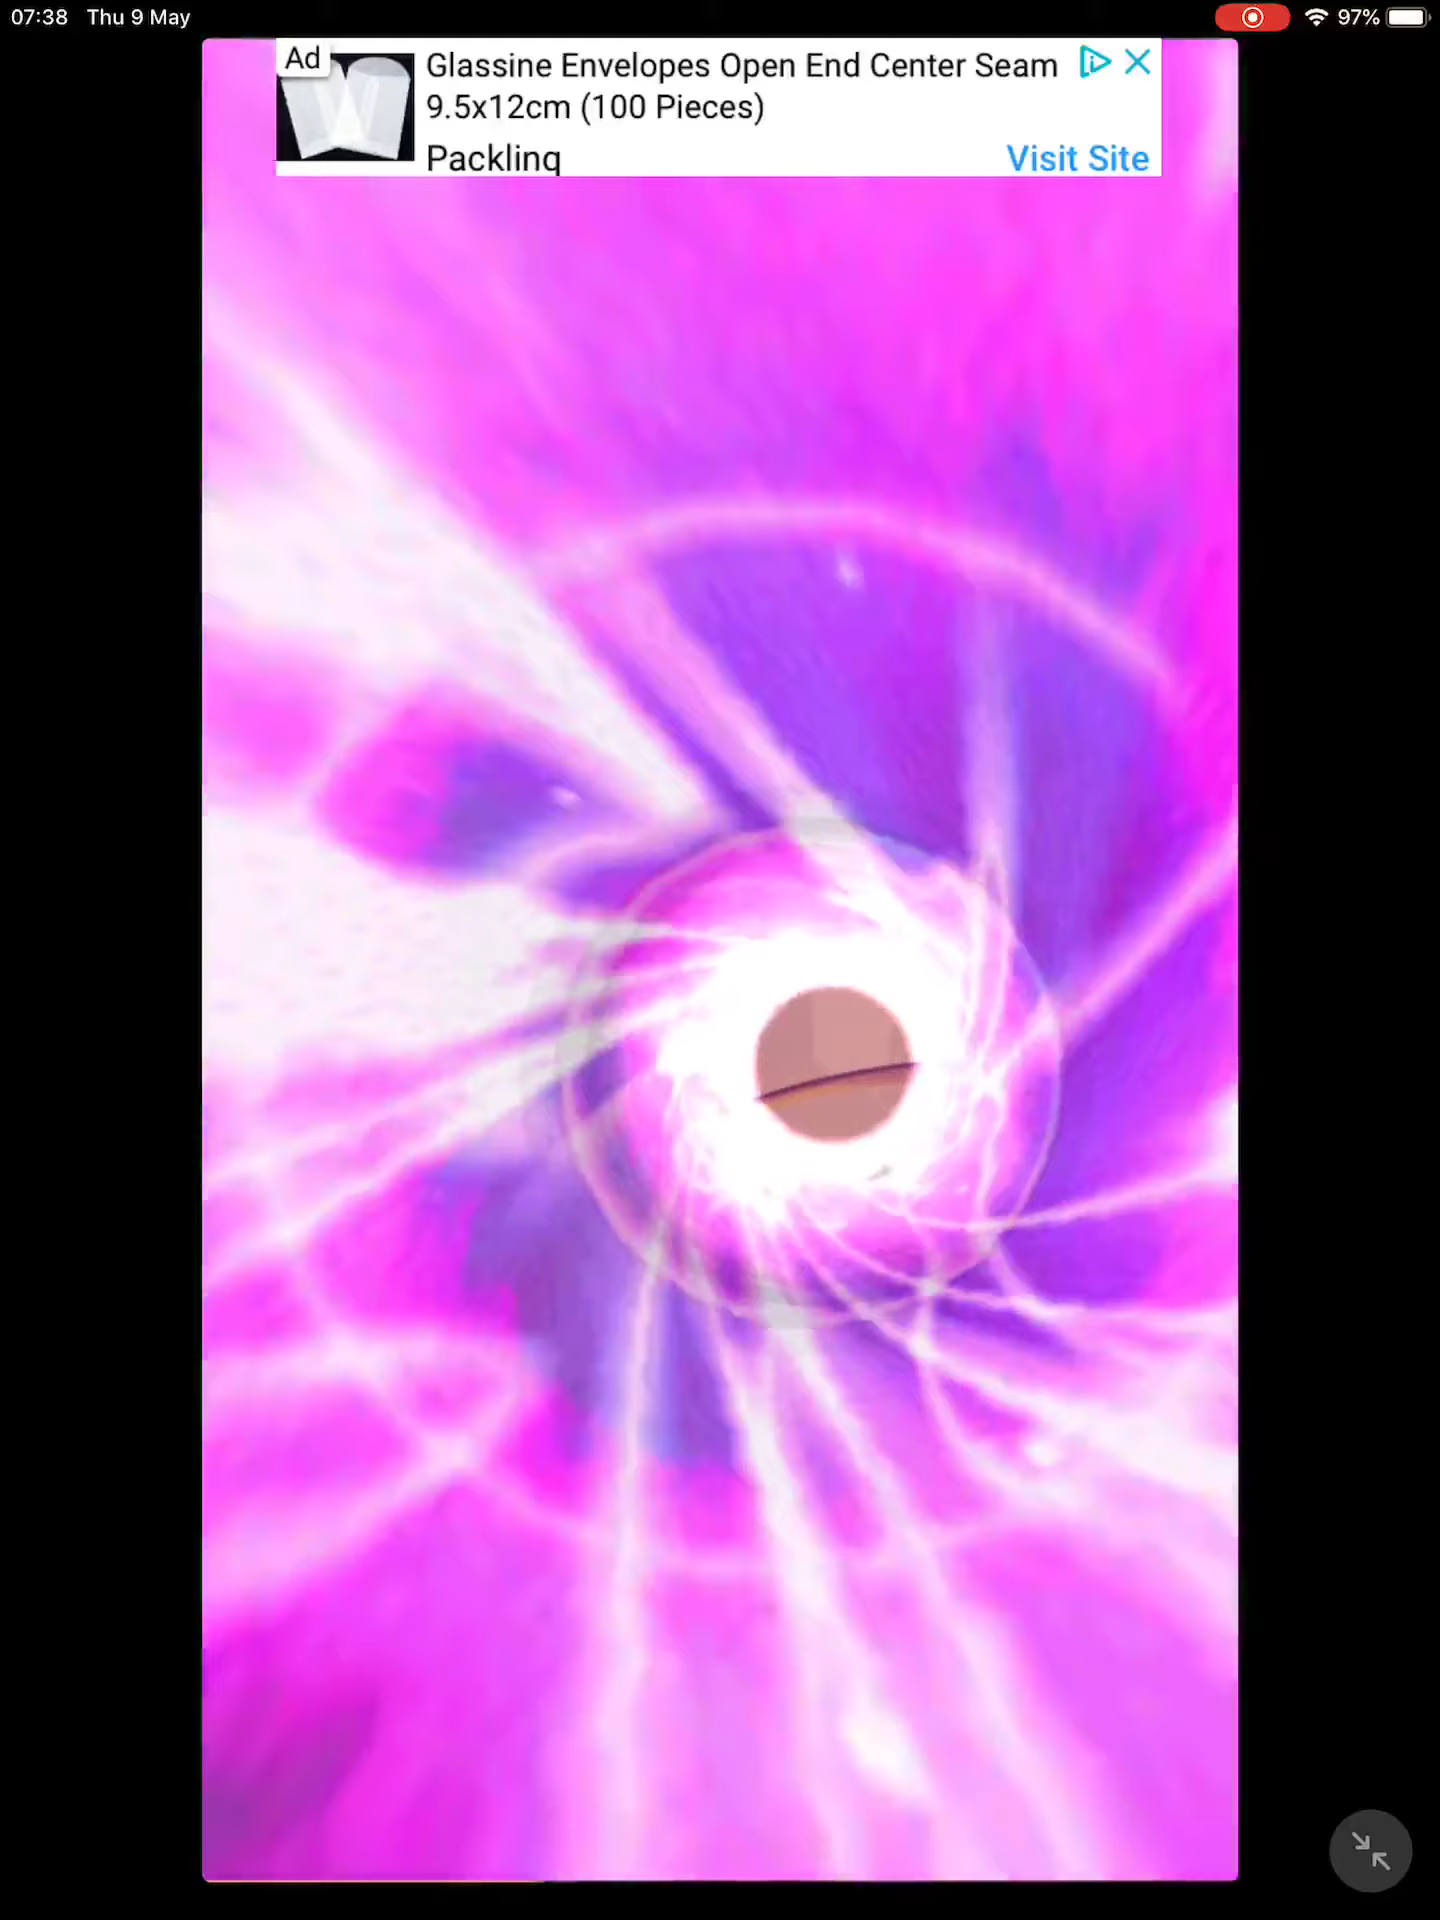 07:38 Thu 9 May 97%
Ad
Glassine Envelopes Open End Center Seam
9.5x12cm (100 Pieces)
Packlinq
Visit Site